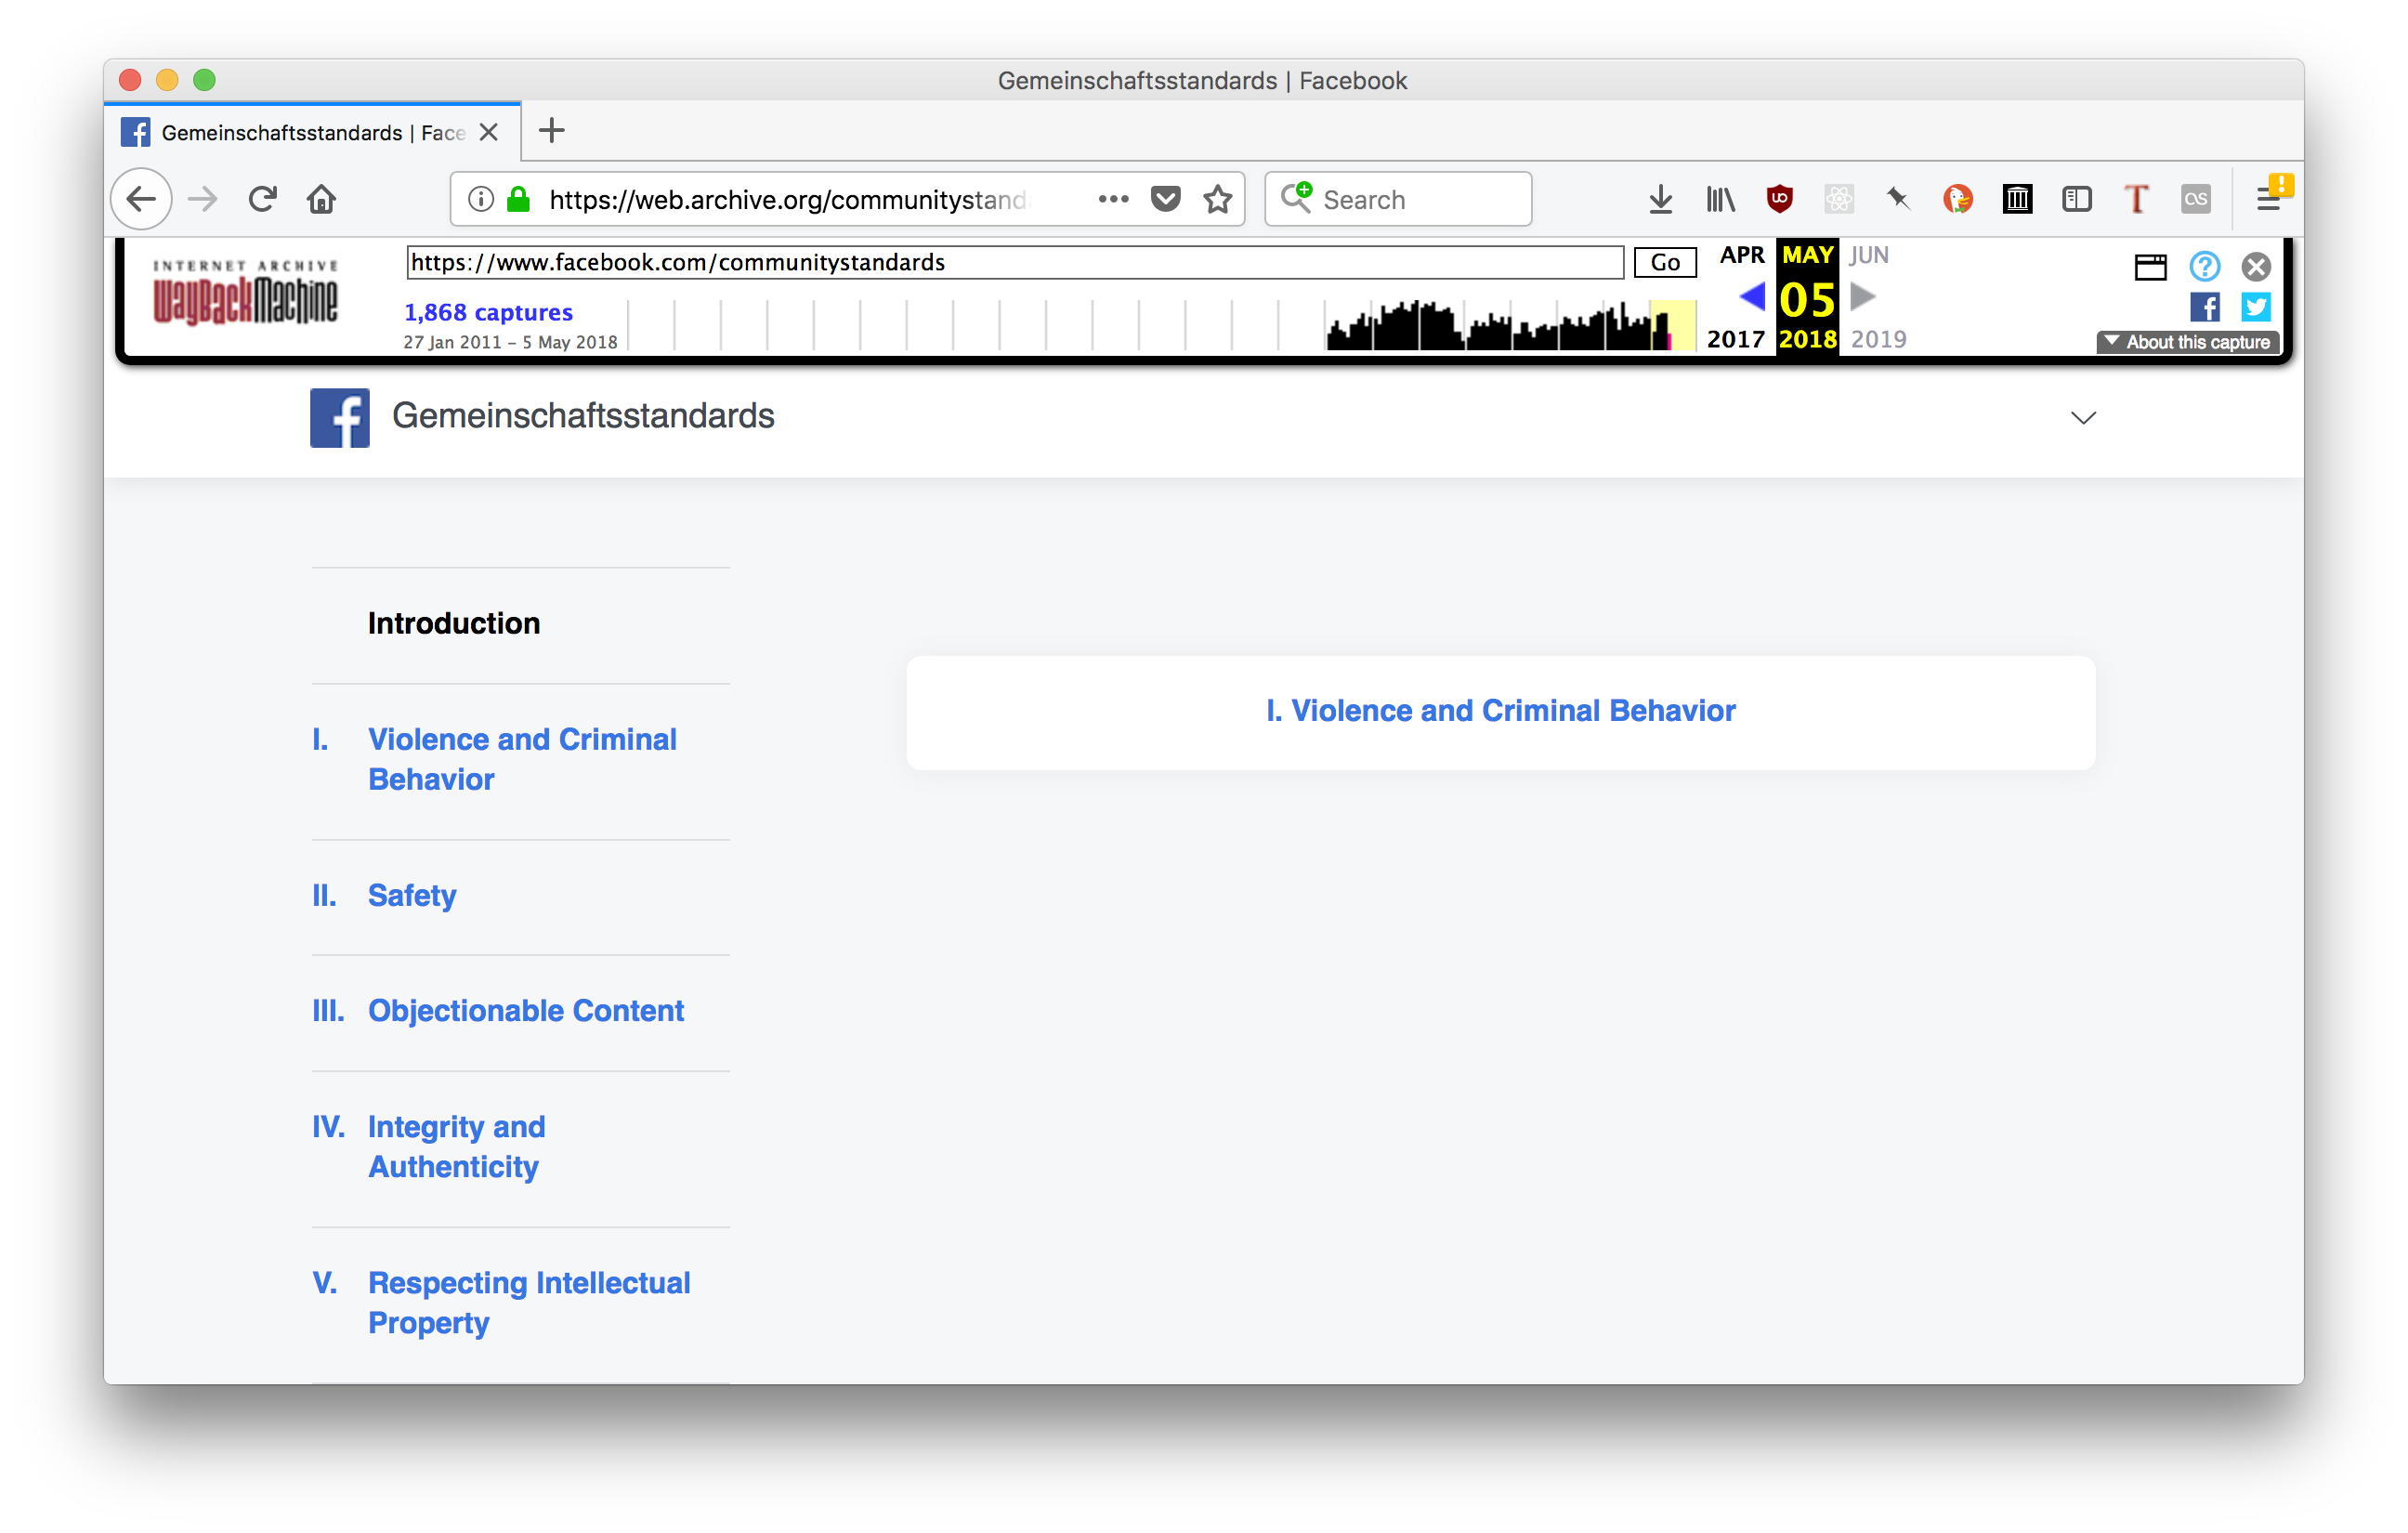 Gemeinschaftsstandards | Facebook
Gemeinschaftsstandards | Face
https://web.archive.org/communitystand
Search
INTERNET ARCHIVE
WayBackMachine
https://www.facebook.com/communitystandards
Go
APR MAY JUN
1,868 captures
05
27 Jan 2011 – 5 May 2018
2017 2018 2019
About this capture
Gemeinschaftsstandards
Introduction
I. Violence and Criminal
Behavior
I. Violence and Criminal Behavior
II. Safety
III. Objectionable Content
IV. Integrity and
Authenticity
V. Respecting Intellectual
Property